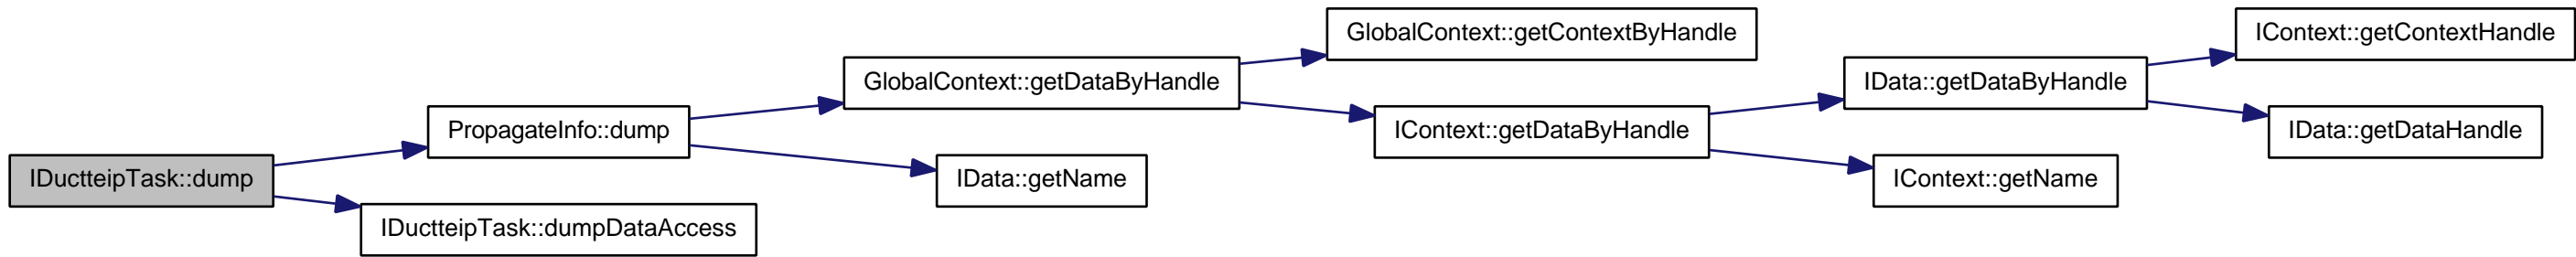 IDuctteipTask::dump
PropagateInfo::dump
IDuctteipTask::dumpDataAccess
GlobalContext::getDataByHandle
IData::getName
GlobalContext::getContextByHandle
IContext::getDataByHandle
IData::getDataByHandle
IContext::getName
IContext::getContextHandle
IData::getDataHandle